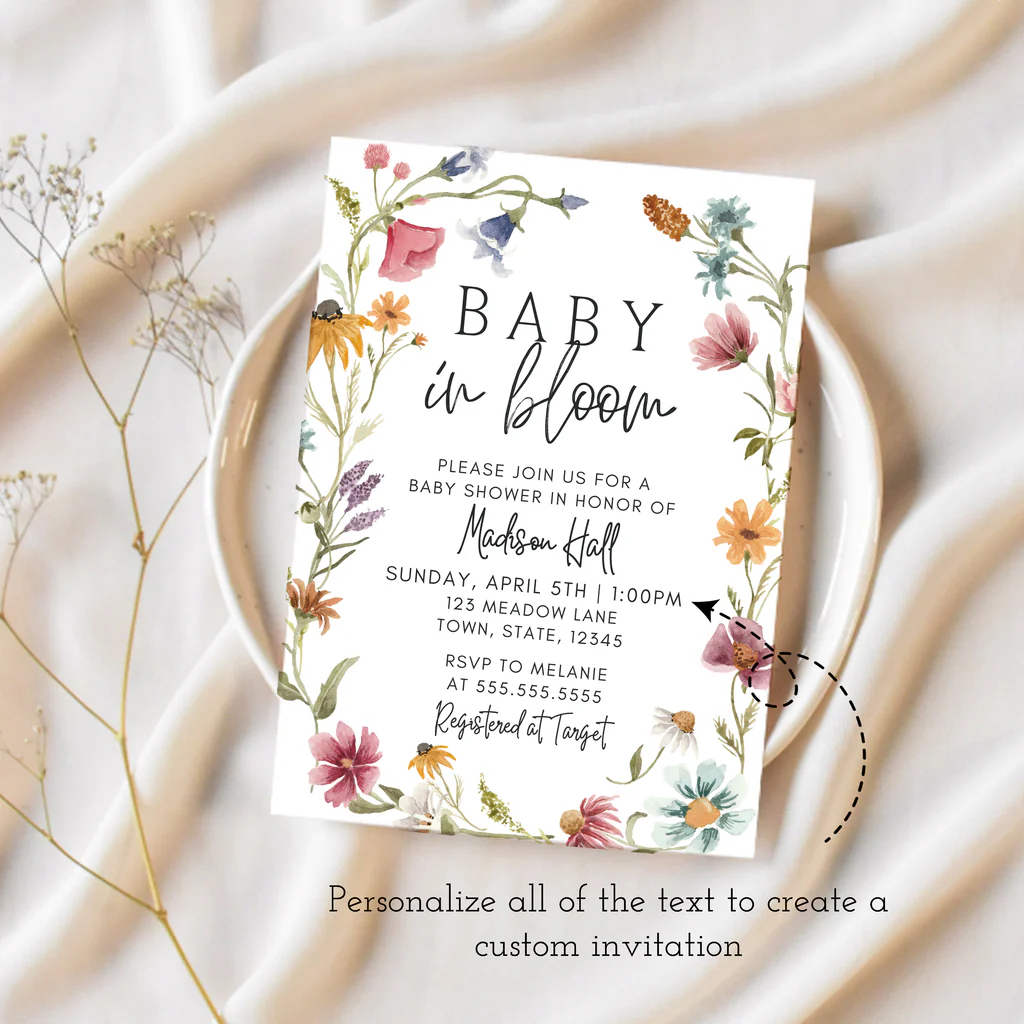 BABY
in bloom
PLEASE JOIN US FOR A
BABY SHOWER IN HONOR OF
Madison Hall
SUNDAY, APRIL 5TH | 1:00PM
123 MEADOW LANE
TOWN, STATE, 12345
RSVP TO MELANIE
AT 555.555.5555
Registered at Target
Personalize all of the text to create a
custom invitation